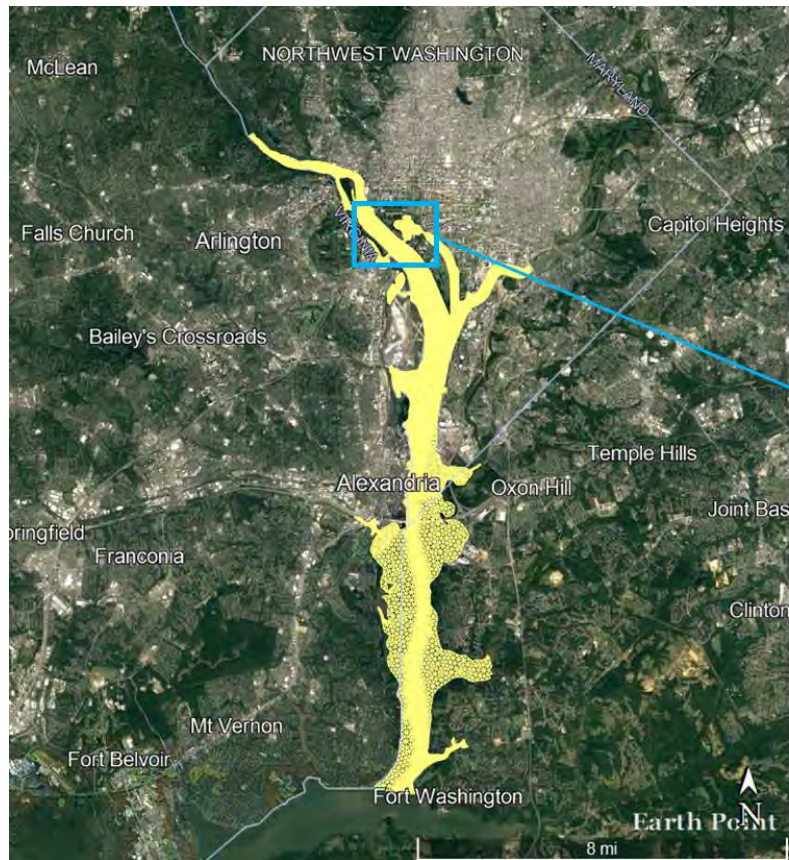 McLean
NORTHWEST WASHINGTON
MARYLAND
Falls Church
Arlington
VIRGINIA
Capitol Heights
Bailey's Crossroads
Temple Hills
Alexandria
Oxon Hill
pringfield
Joint Bas
Franconia
Clinton
Mt Vernon
Fort Belvoir
Fort Washington
Earth Point
N
8 mi